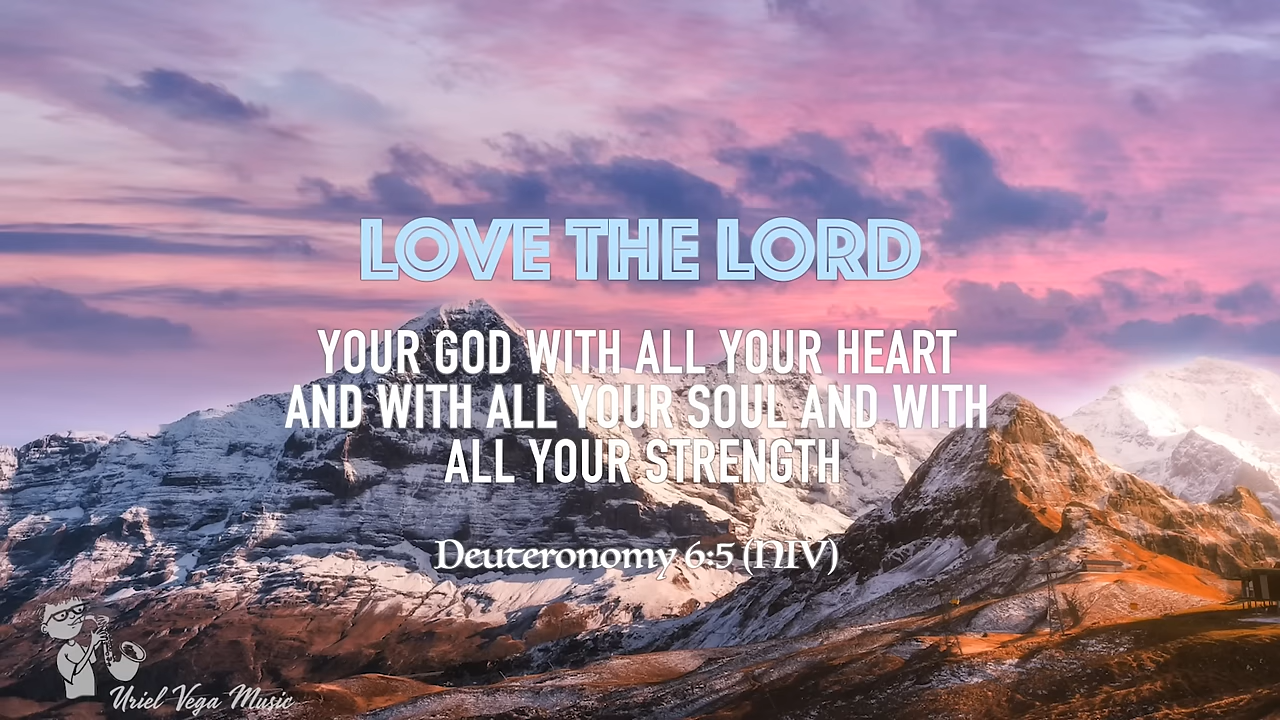 LOVE THE LORD
YOUR GOD WITH ALL YOUR HEART
AND WITH ALL YOUR SOUL AND WITH
ALL YOUR STRENGTH
Deuteronomy 6:5 (NIV)
Uriel Vega Music